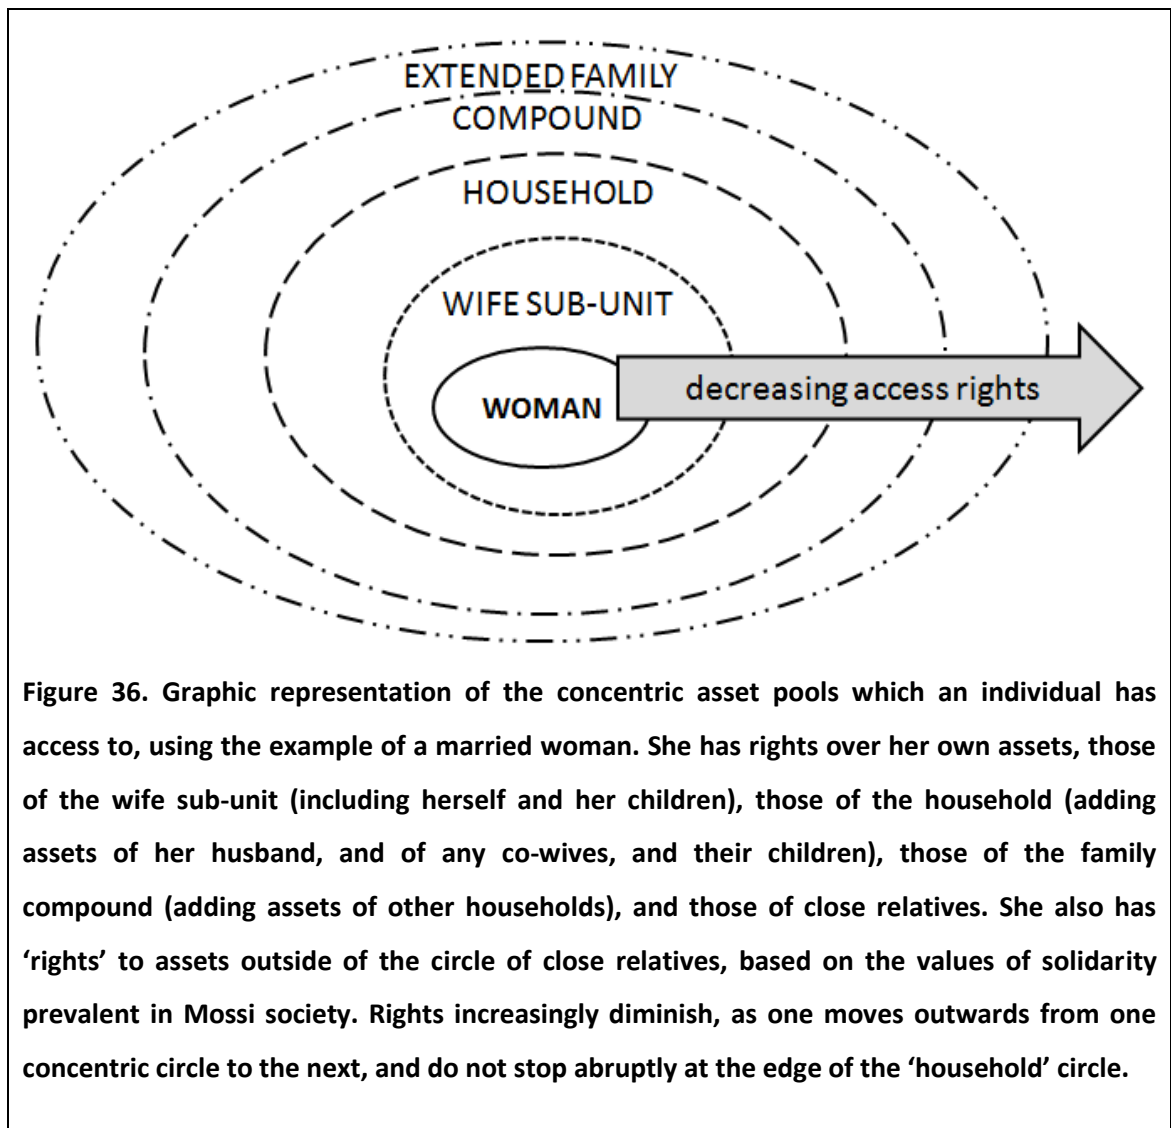 EXTENDED FAMILY
COMPOUND
HOUSEHOLD
WIFE SUB-UNIT
WOMAN
decreasing access rights
Figure 36. Graphic representation of the concentric asset pools which an individual has
access to, using the example of a married woman. She has rights over her own assets, those
of the wife sub-unit (including herself and her children), those of the household (adding
assets of her husband, and of any co-wives, and their children), those of the family
compound (adding assets of other households), and those of close relatives. She also has
‘rights’ to assets outside of the circle of close relatives, based on the values of solidarity
prevalent in Mossi society. Rights increasingly diminish, as one moves outwards from one
concentric circle to the next, and do not stop abruptly at the edge of the ‘household’ circle.